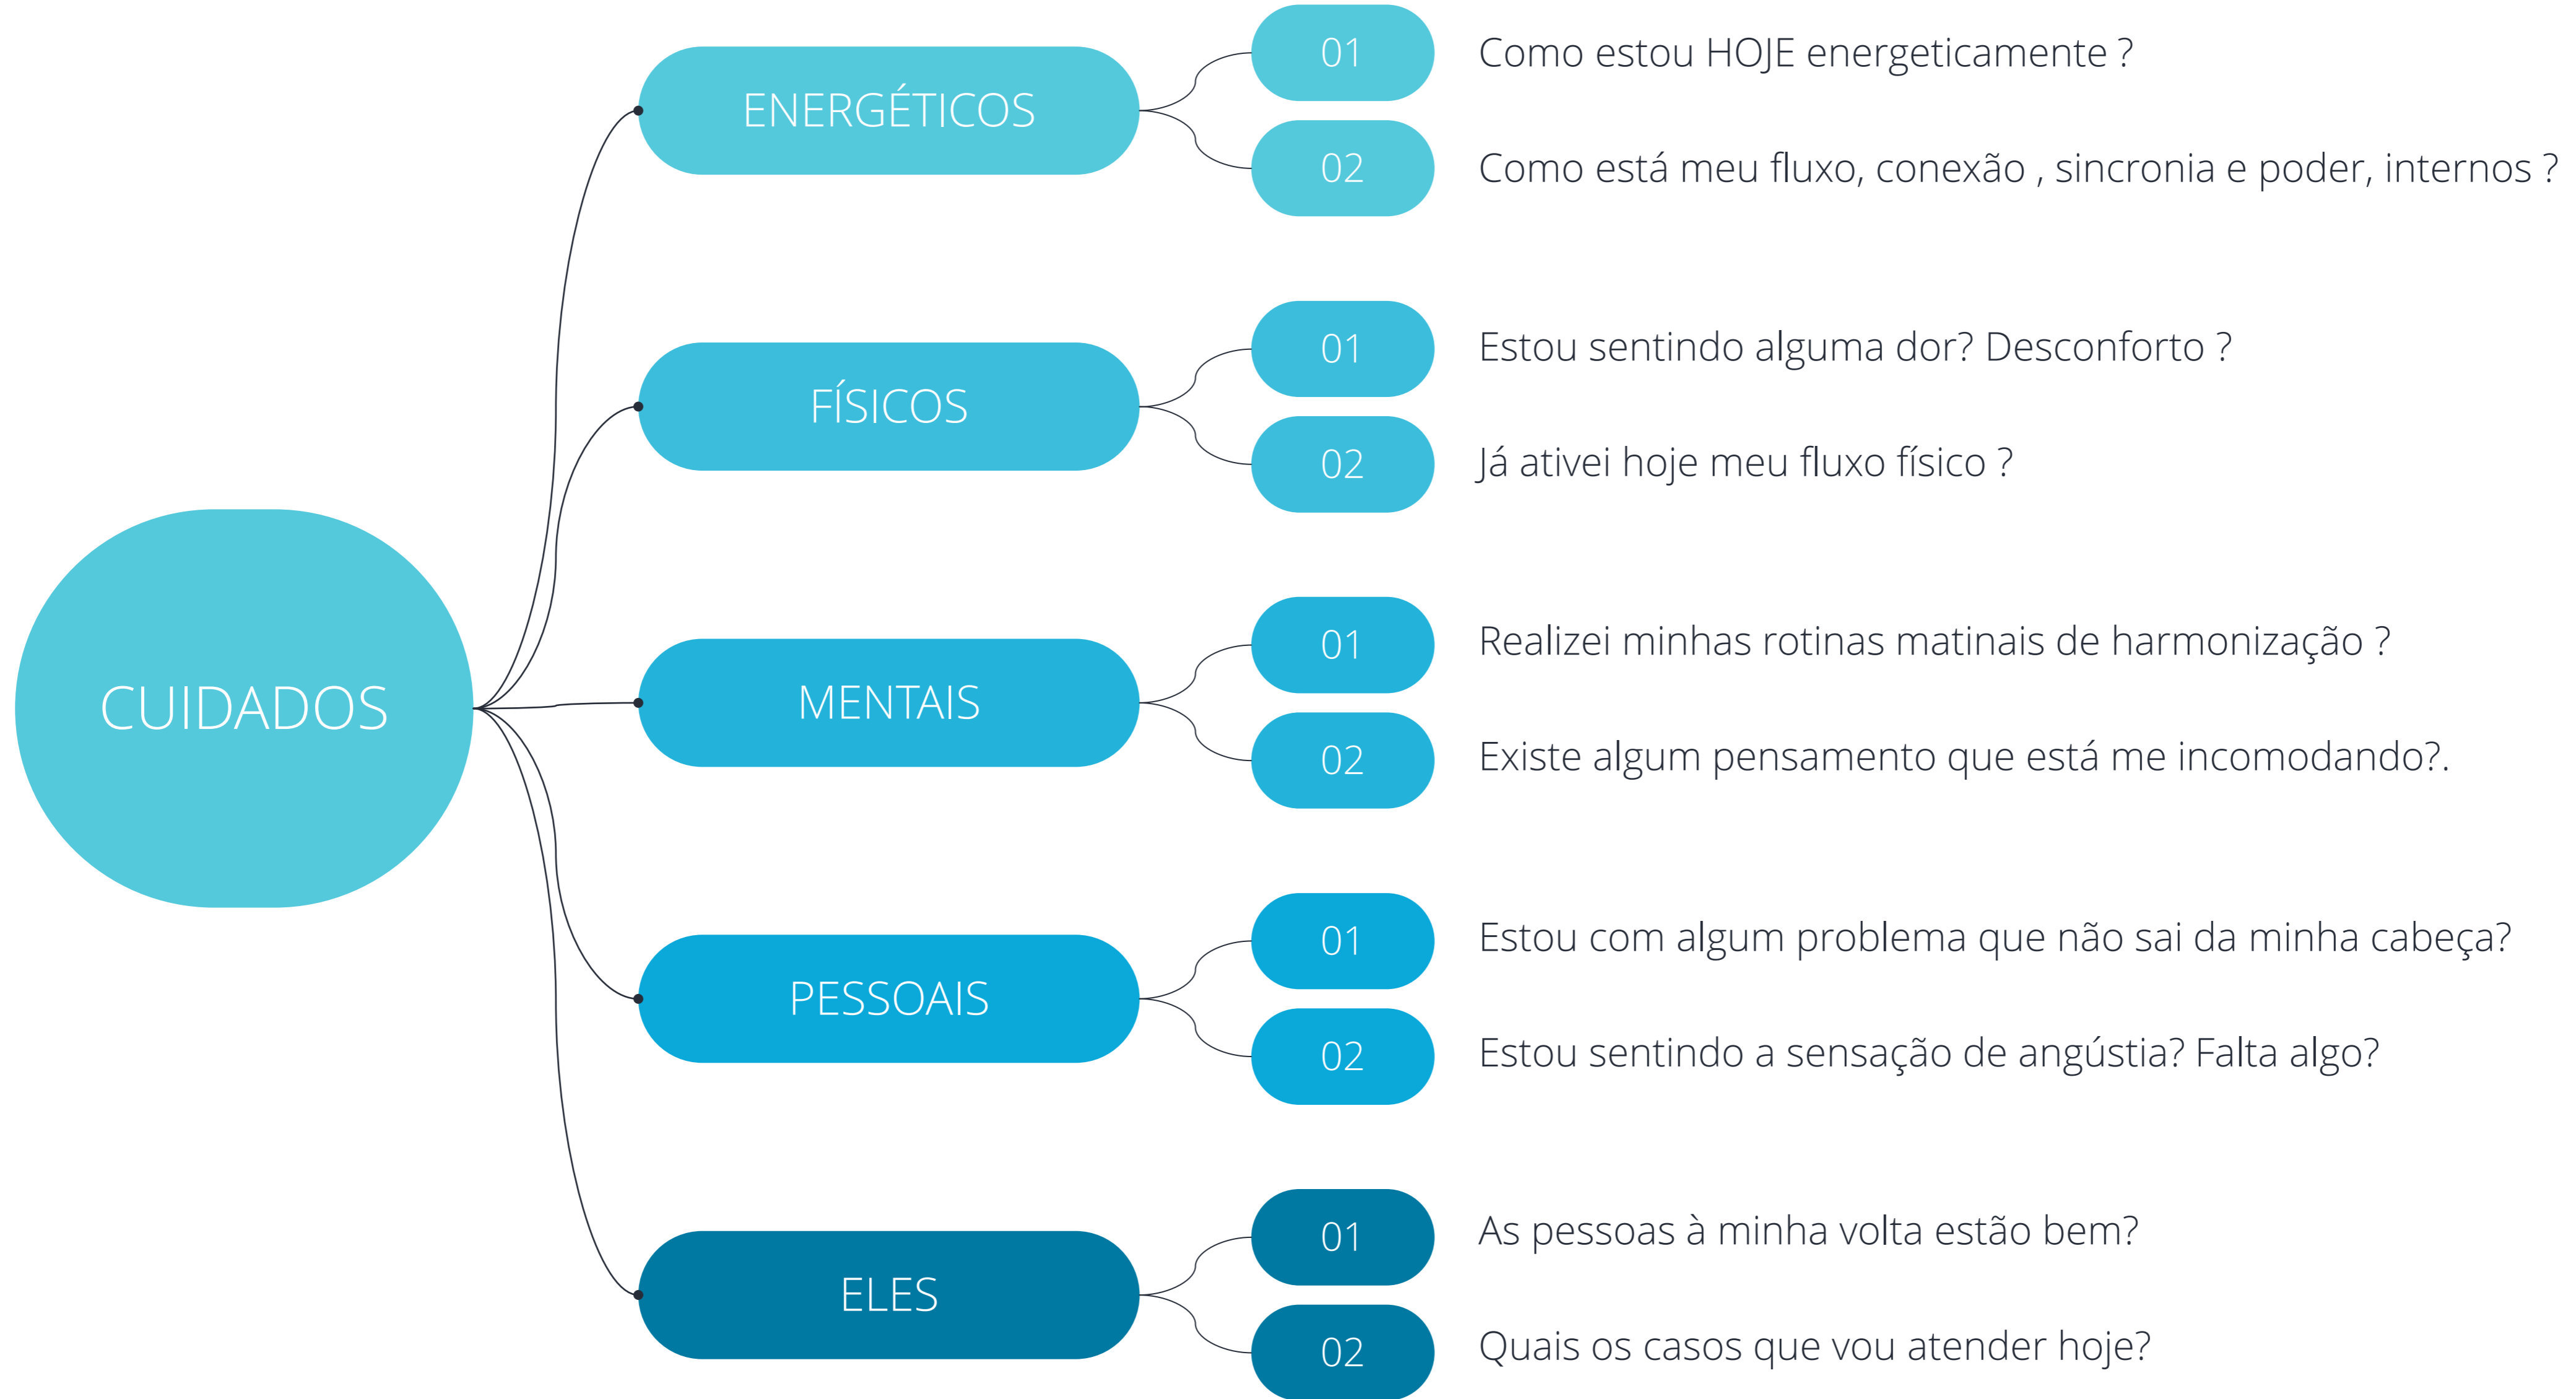 CUIDADOS
ENERGÉTICOS
01
Como estou HOJE energeticamente ?
02
Como está meu fluxo, conexão , sincronia e poder, internos ?
FÍSICOS
01
Estou sentindo alguma dor? Desconforto ?
02
Já ativei hoje meu fluxo físico ?
MENTAIS
01
Realizei minhas rotinas matinais de harmonização ?
02
Existe algum pensamento que está me incomodando?.
PESSOAIS
01
Estou com algum problema que não sai da minha cabeça?
02
Estou sentindo a sensação de angústia? Falta algo?
ELES
01
As pessoas à minha volta estão bem?
02
Quais os casos que vou atender hoje?